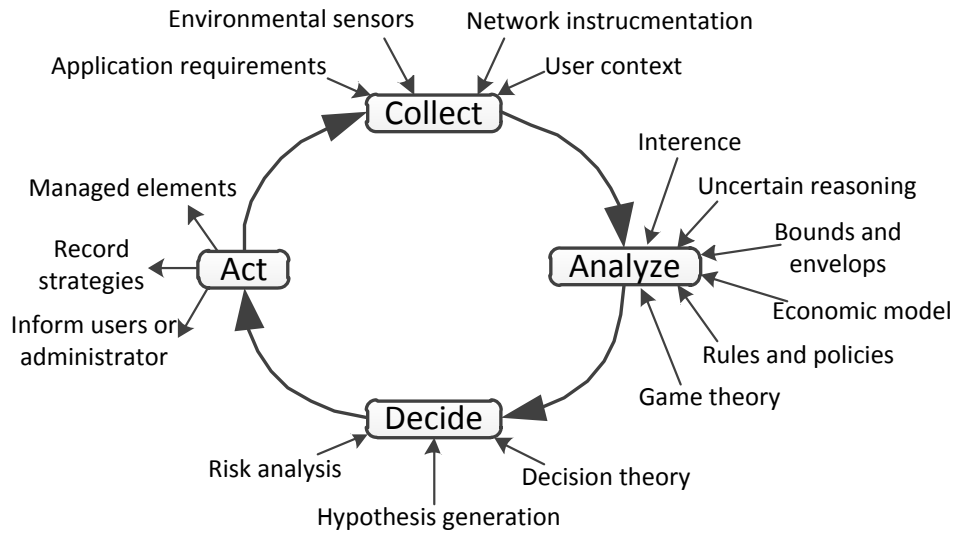 Environmental sensors
Network instrucmentation
Application requirements
User context
Collect
Interence
Managed elements
Uncertain reasoning
Bounds and
envelops
Record
strategies
Act
Analyze
Economic model
Inform users or
administrator
Rules and policies
Game theory
Decide
Risk analysis
Decision theory
Hypothesis generation